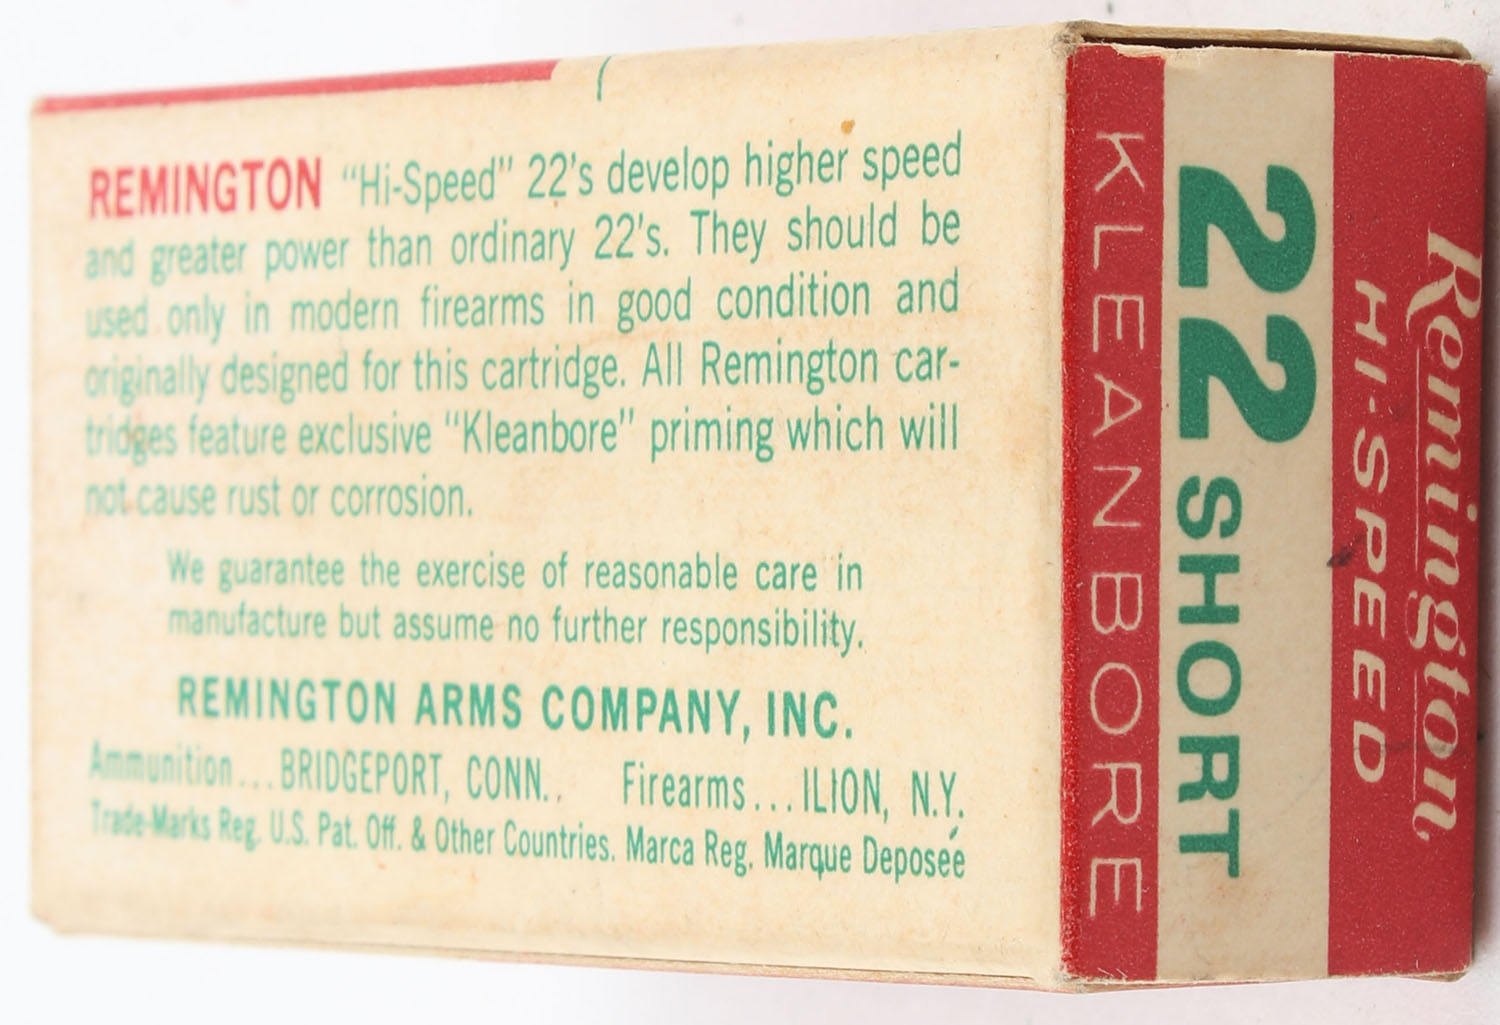 REMINGTON "Hi-Speed" 22's develop higher speed
and greater power than ordinary 22's. They should be
used only in modern firearms in good condition and
originally designed for this cartridge. All Remington car-
tridges feature exclusive "Kleanbore" priming which will
not cause rust or corrosion.
We guarantee the exercise of reasonable care in
manufacture but assume no further responsibility.
REMINGTON ARMS COMPANY, INC.
Ammunition... BRIDGEPORT, CONN. Firearms... ILION, N.Y.
Trade-Marks Reg. U.S. Pat. Off. & Other Countries. Marca Reg. Marque Deposée
Remington
HI-SPEED
22 SHORT
KLEANBORE